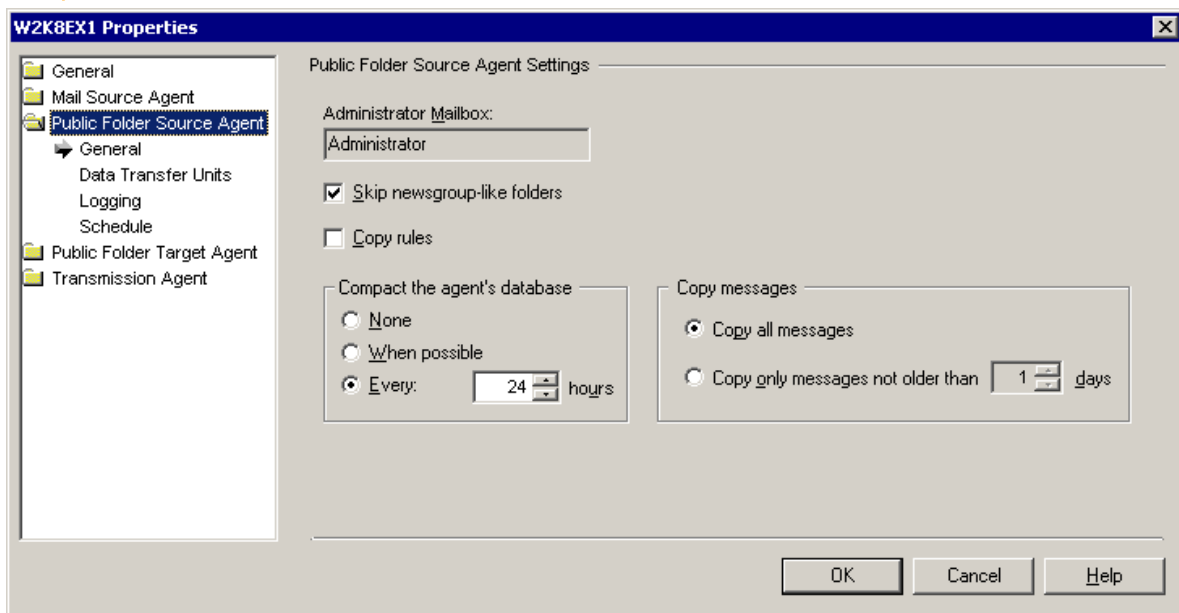 W2K8EX1 Properties
General
Mail Source Agent
Public Folder Source Agent
General
Data Transfer Units
Logging
Schedule
Public Folder Target Agent
Transmission Agent
Public Folder Source Agent Settings
Administrator Mailbox:
Administrator
Skip newsgroup-like folders
Copy rules
Compact the agent's database
None
When possible
Every: 24 hours
Copy messages
Copy all messages
Copy only messages not older than 1 days
OK Cancel Help